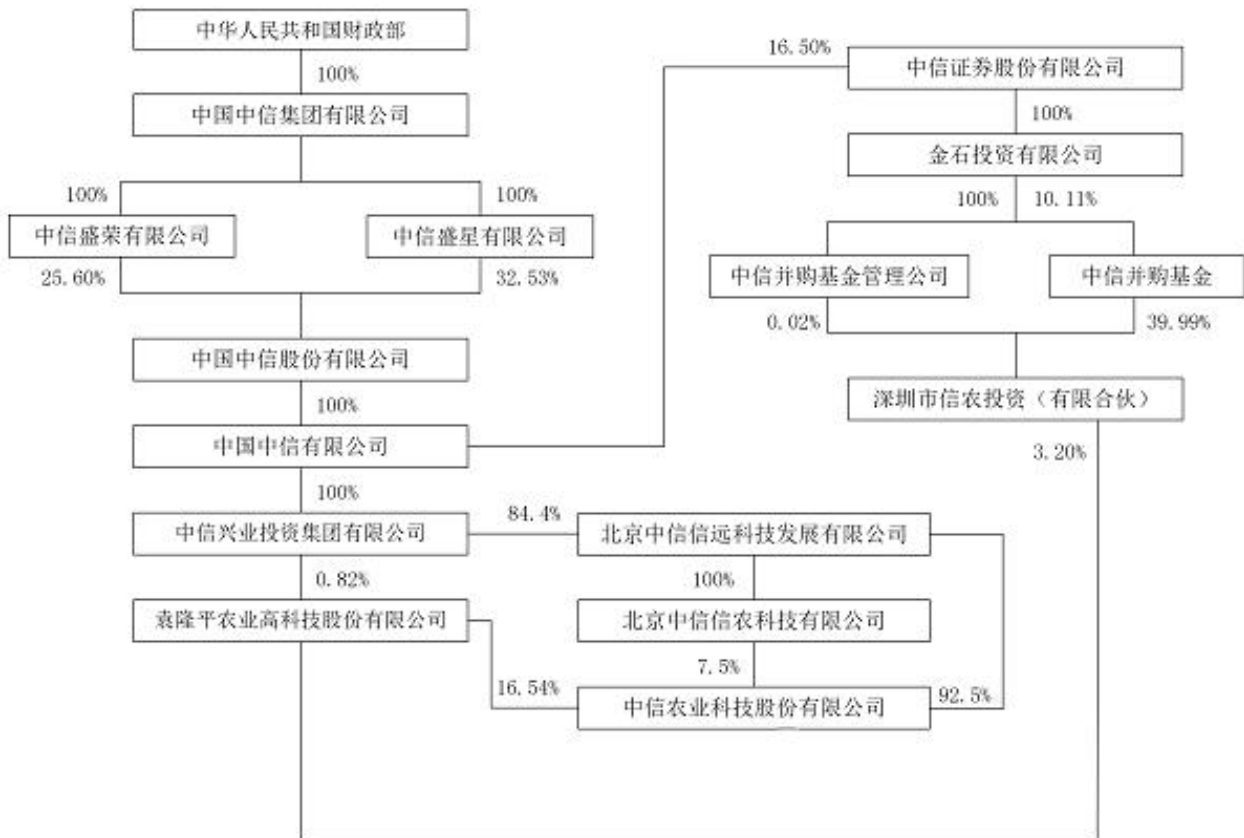 中华人民共和国财政部
100%
中国中信集团有限公司
100%
100%
中信盛荣有限公司
中信盛星有限公司
25.60%
32.53%
中国中信股份有限公司
100%
中国中信有限公司
100%
中信兴业投资集团有限公司
0.82%
袁隆平农业高科技股份有限公司
84.4%
北京中信信远科技发展有限公司
100%
北京中信信农科技有限公司
7.5%
16.54%
中信农业科技股份有限公司
92.5%
16.50%
中信证券股份有限公司
100%
金石投资有限公司
100%
10.11%
中信并购基金管理公司
中信并购基金
0.02%
39.99%
深圳市信农投资（有限合伙）
3.20%